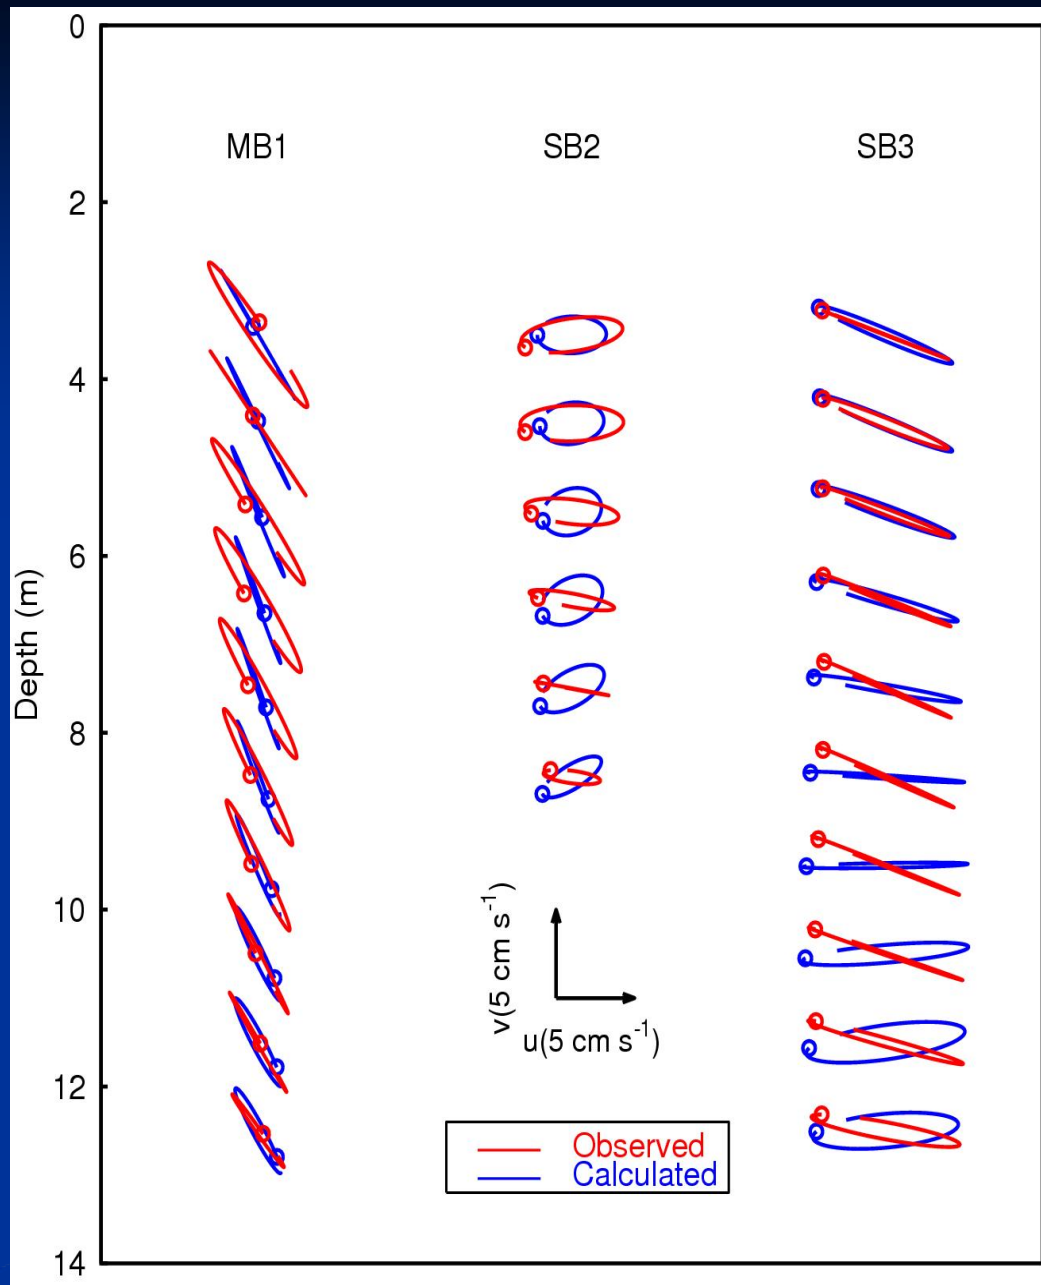 0
MB1 SB2 SB3
2
4
6
8
10
12
14
Depth (m)
v(5 cm s⁻¹)
u(5 cm s⁻¹)
Observed
Calculated